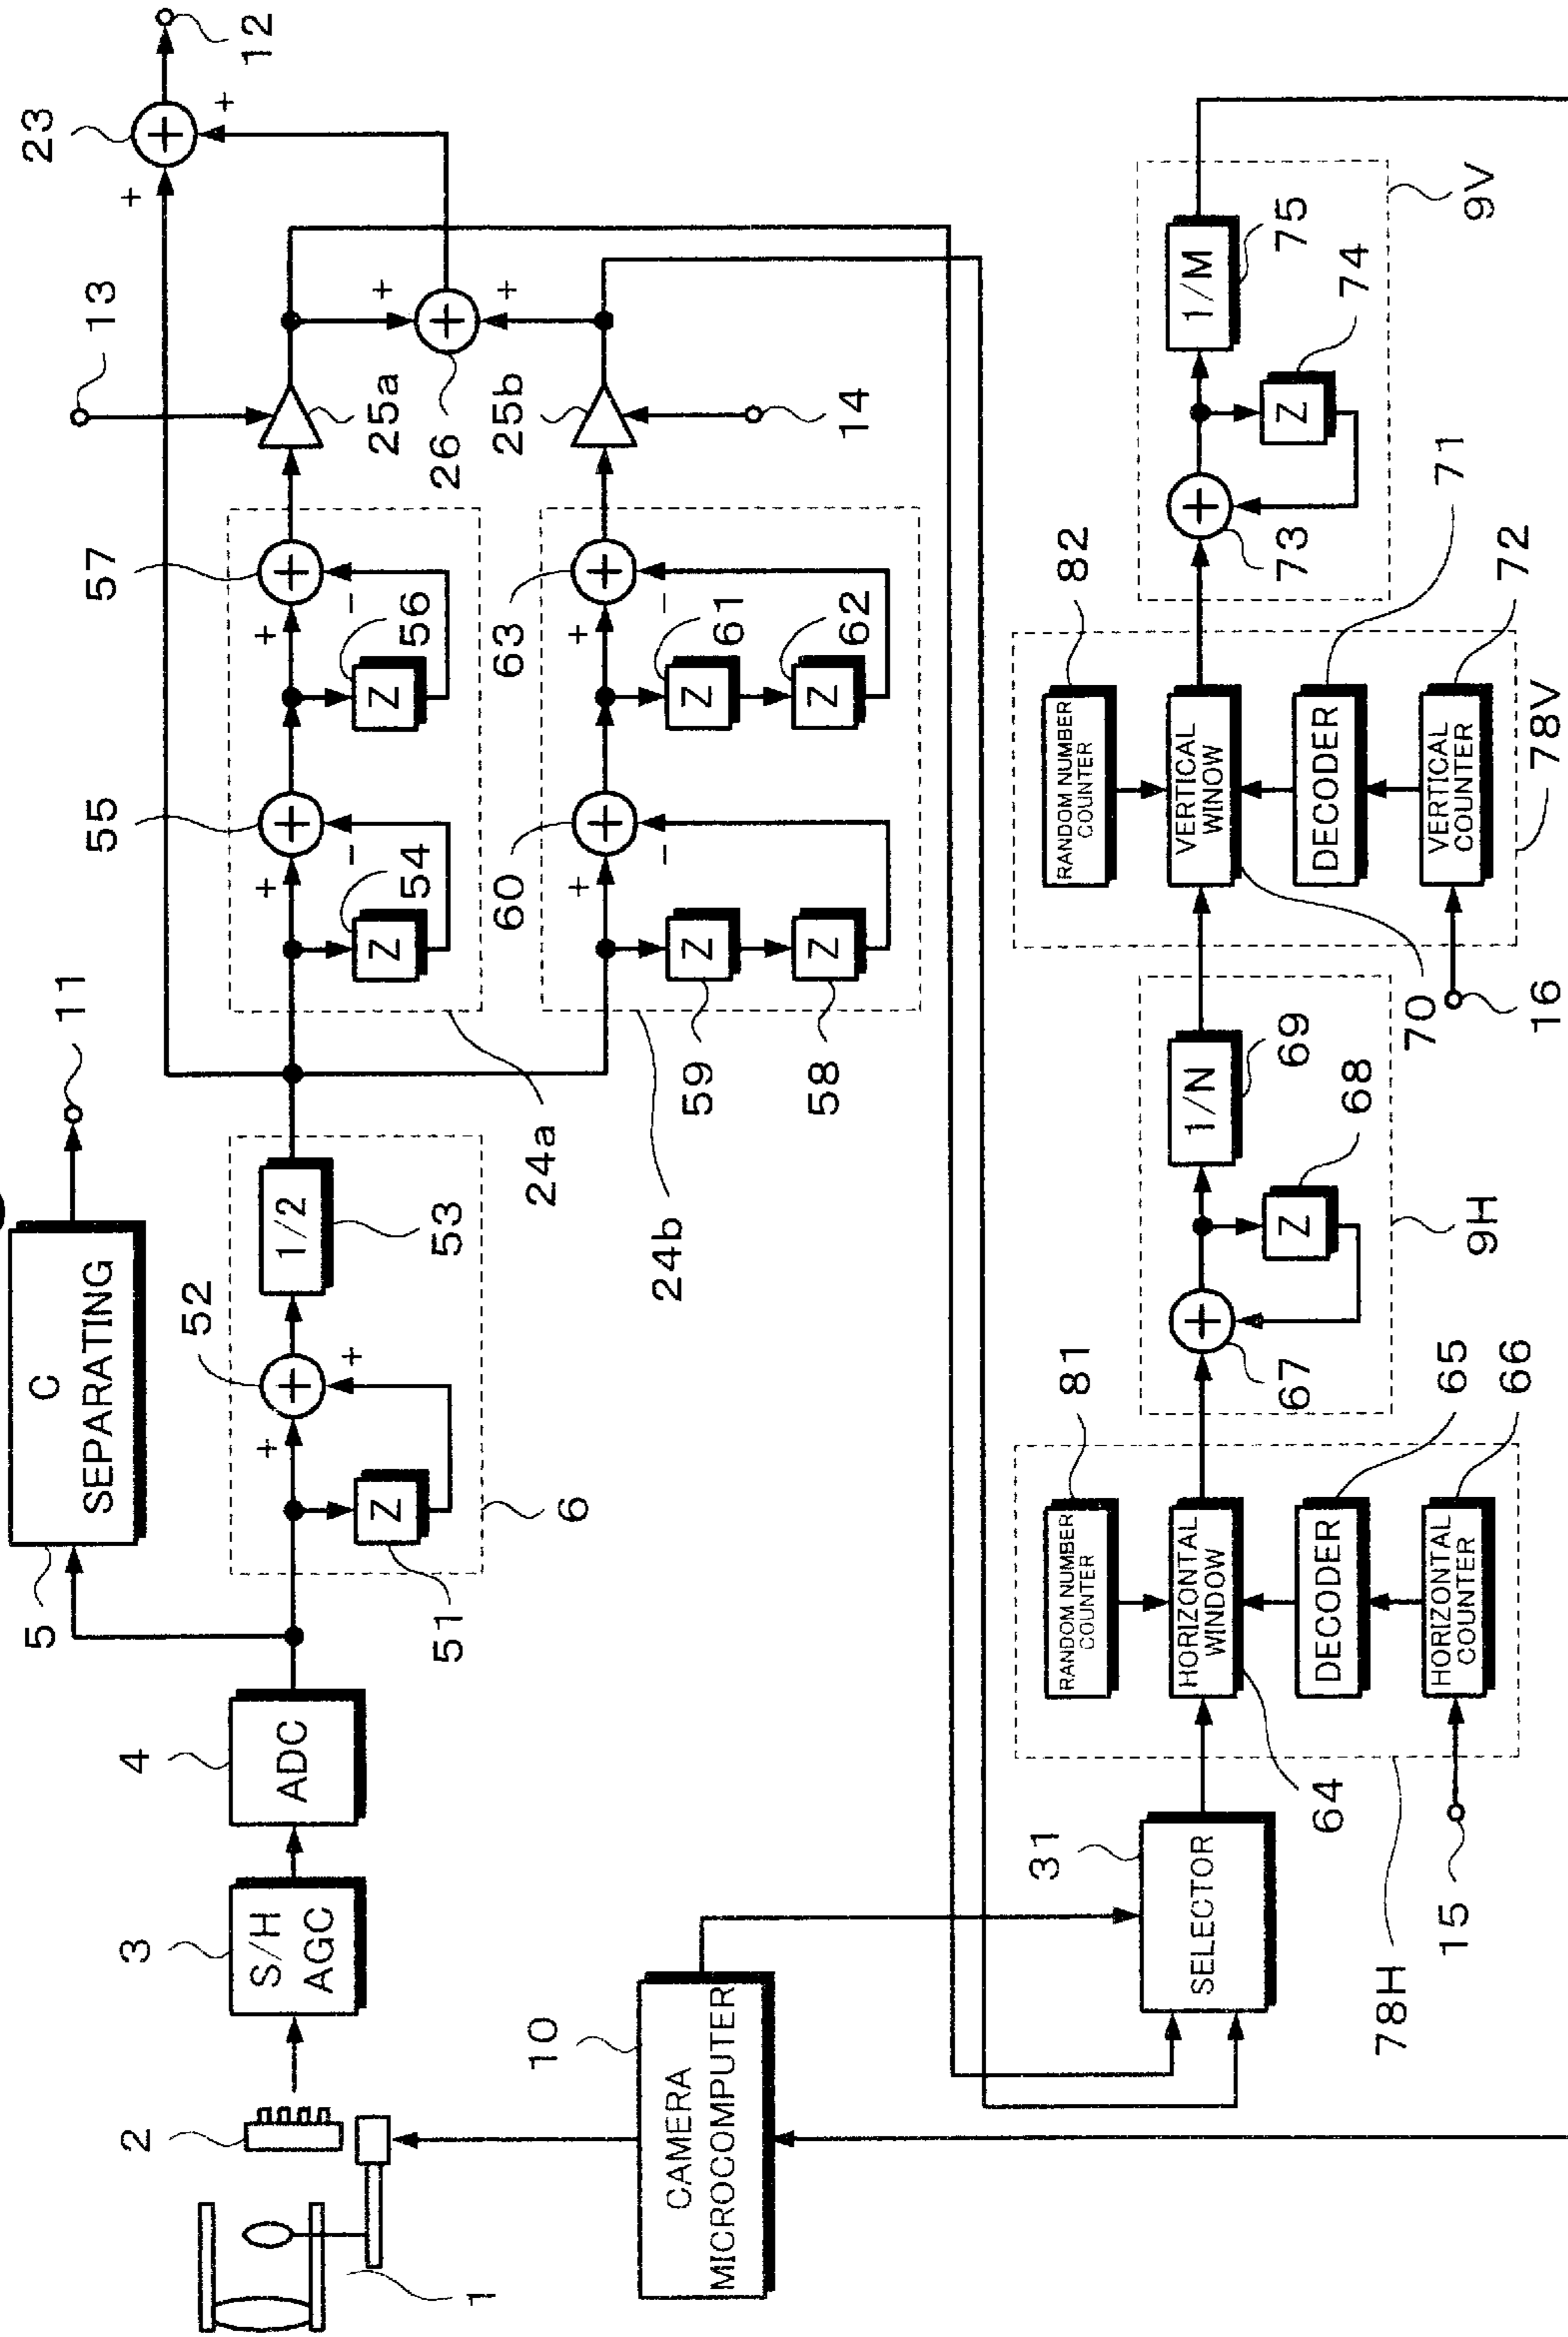 5
C
SEPARATING
11
1
2
3
S/H
AGC
4
ADC
51
Z
+
+
+
52
1/2
53
6
54
Z
+
-
+
55
56
Z
+
-
+
57
24a
59
Z
58
Z
+
-
+
60
61
Z
62
Z
+
-
+
63
24b
13
25a
25b
14
+
+
+
26
+
+
+
23
12
10
CAMERA
MICROCOMPUTER
31
SELECTOR
RANDOM NUMBER
COUNTER
81
HORIZONTAL
WINDOW
64
DECODER
65
HORIZONTAL
COUNTER
66
15
78H
+
67
Z
68
1/N
69
9H
RANDOM NUMBER
COUNTER
82
VERTICAL
WINOW
70
DECODER
71
VERTICAL
COUNTER
72
16
78V
+
73
Z
74
1/M
75
9V